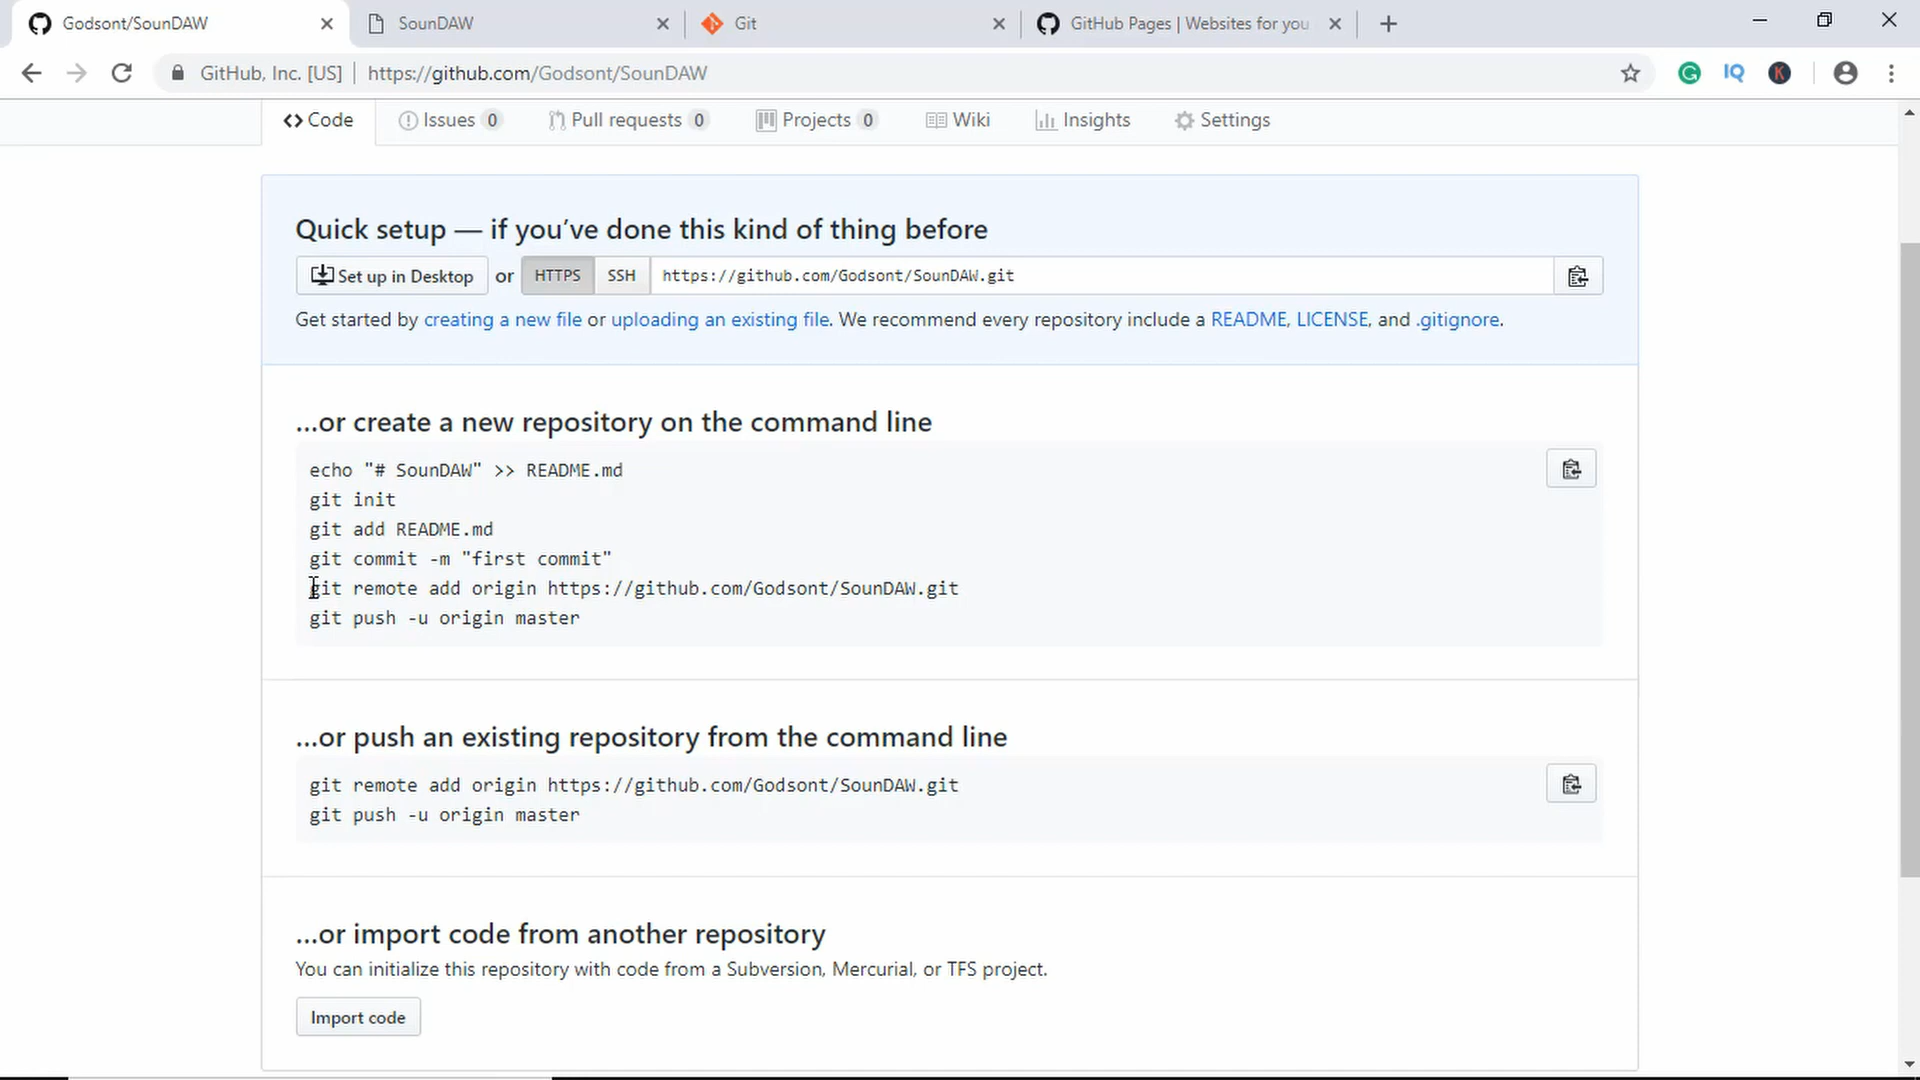 Godsont/SounDAW
SounDAW
Git
GitHub Pages | Websites for you
GitHub, Inc. [US] | https://github.com/Godsont/SounDAW
IQ
K
<> Code
Issues 0
Pull requests 0
Projects 0
Wiki
Insights
Settings
Quick setup — if you’ve done this kind of thing before
Set up in Desktop or HTTPS SSH https://github.com/Godsont/SounDAW.git
Get started by creating a new file or uploading an existing file. We recommend every repository include a README, LICENSE, and .gitignore.
…or create a new repository on the command line
echo "# SounDAW" >> README.md
git init
git add README.md
git commit -m "first commit"
git remote add origin https://github.com/Godsont/SounDAW.git
git push -u origin master
…or push an existing repository from the command line
git remote add origin https://github.com/Godsont/SounDAW.git
git push -u origin master
…or import code from another repository
You can initialize this repository with code from a Subversion, Mercurial, or TFS project.
Import code